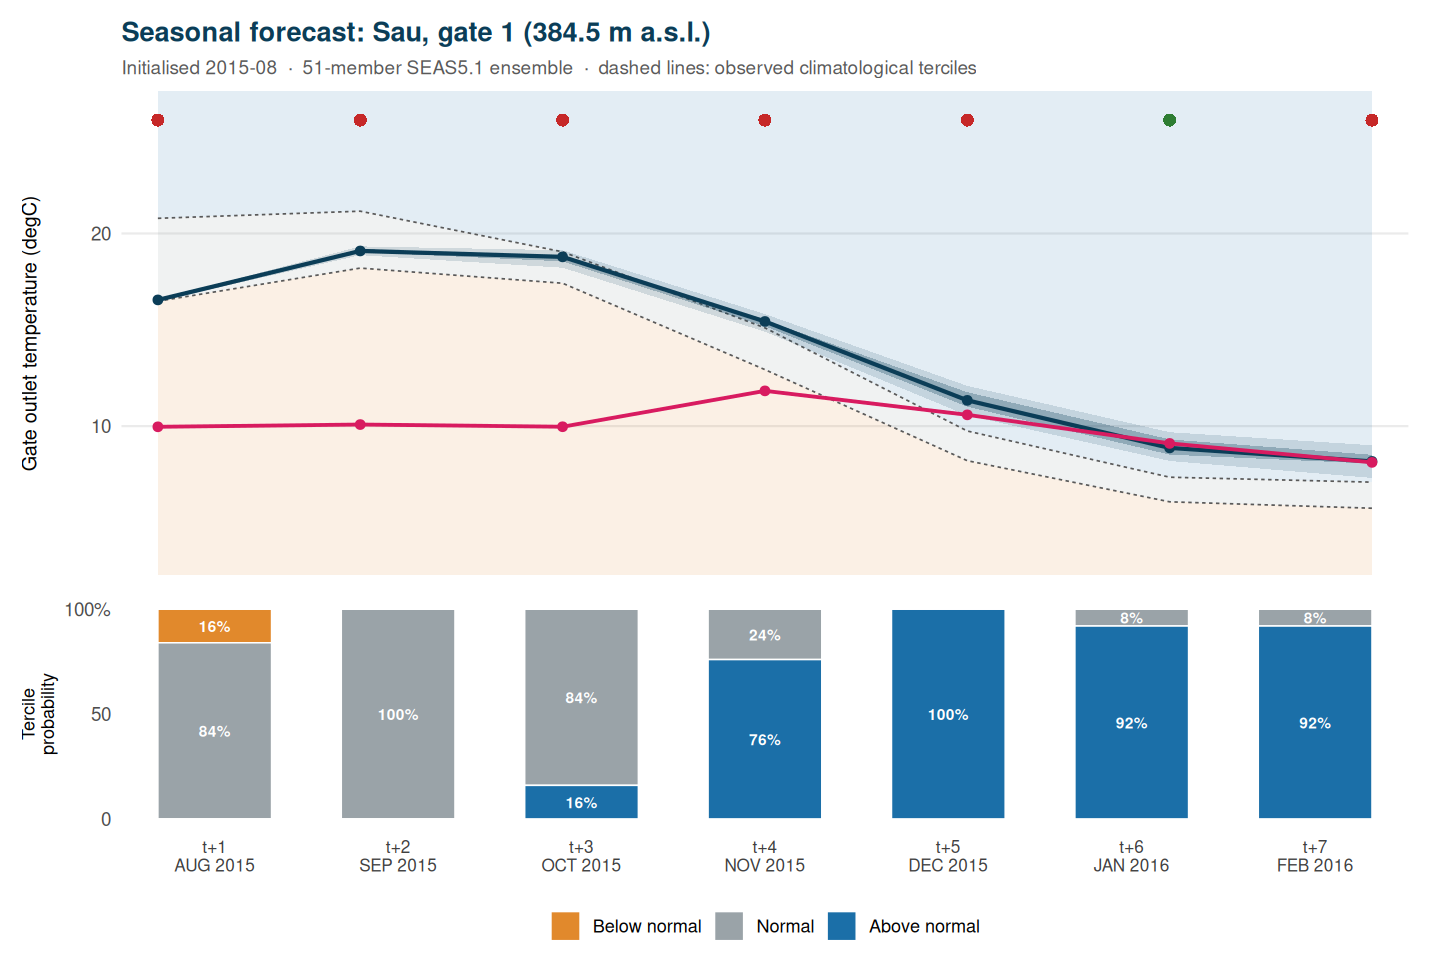 Seasonal forecast: Sau, gate 1 (384.5 m a.s.l.)
Initialised 2015-08 · 51-member SEAS5.1 ensemble · dashed lines: observed climatological terciles
Gate outlet temperature (degC)
20
10
Tercile
probability
100%
50
0
16%
84%
100%
84%
16%
24%
76%
100%
8%
92%
8%
92%
t+1
AUG 2015
t+2
SEP 2015
t+3
OCT 2015
t+4
NOV 2015
t+5
DEC 2015
t+6
JAN 2016
t+7
FEB 2016
Below normal
Normal
Above normal